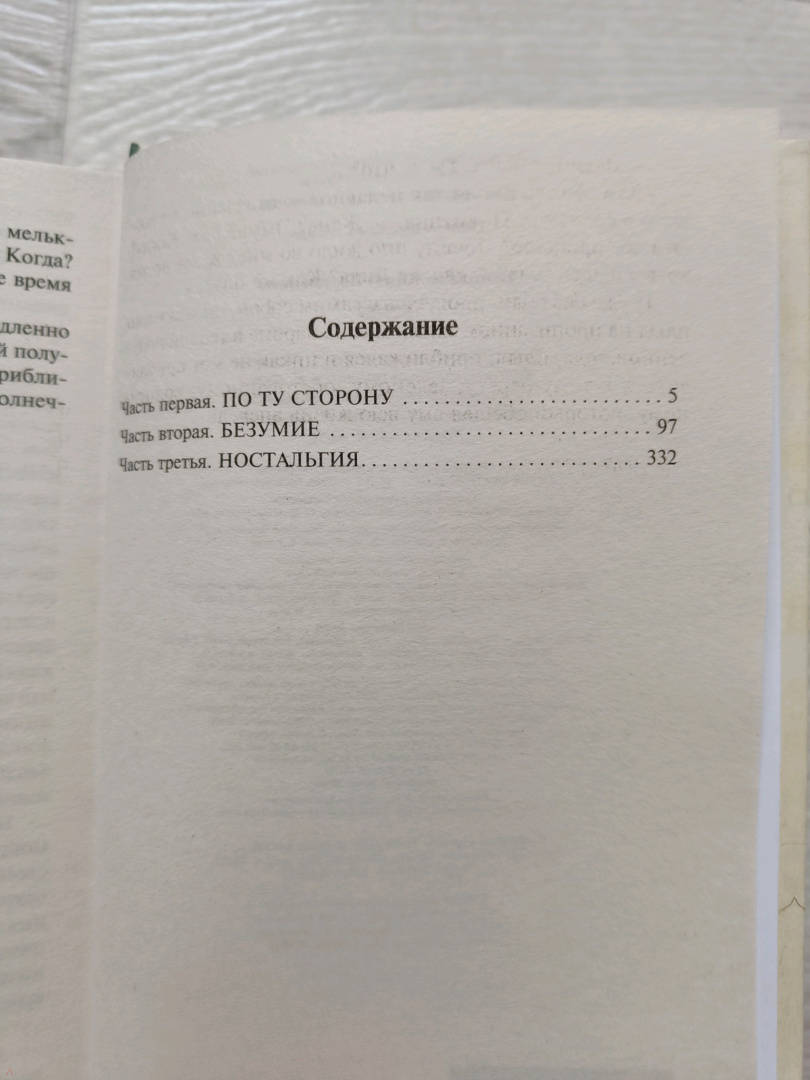 мельк-
Когда?
е время
дленно
й полу-
рибли-
олнеч-
Содержание
Часть первая. ПО ТУ СТОРОНУ ........................ 5
Часть вторая. БЕЗУМИЕ ............................ 97
Часть третья. НОСТАЛЬГИЯ......................... 332